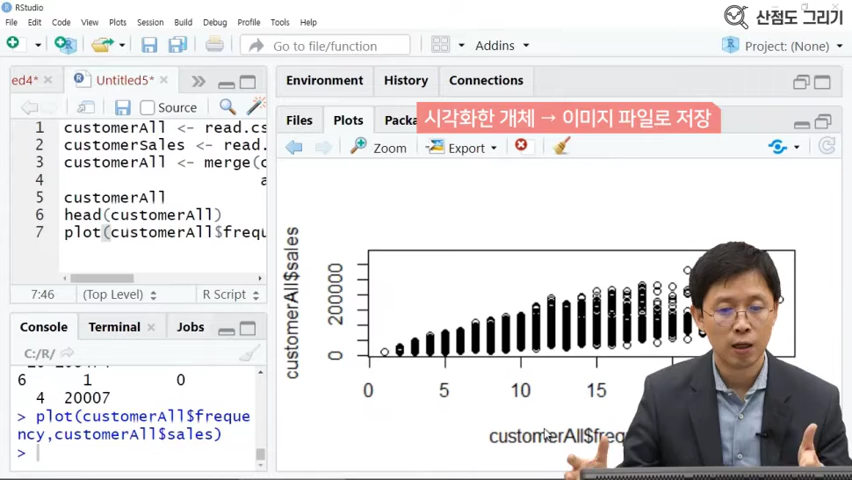 RStudio
산점도 그리기
File Edit Code View Plots Session Build Debug Profile Tools Help
Go to file/function
Addins
Project: (None)
ed4*
Untitled5*
Source
1 customerAll <- read.cs
2 customerSales <- read.
3 customerAll <- merge(c
4 a
5 customerAll
6 head(customerAll)
7 plot(customerAll$frequ
7:46 (Top Level) R Script
Console Terminal Jobs
C:/R/
6 1 0
4 20007
> plot(customerAll$freque
ncy,customerAll$sales)
>
Environment History Connections
Files Plots Packa
시각화한 개체 → 이미지 파일로 저장
Zoom Export
customerAll$sales
200000
0
0 5 10 15
customerAll$freq